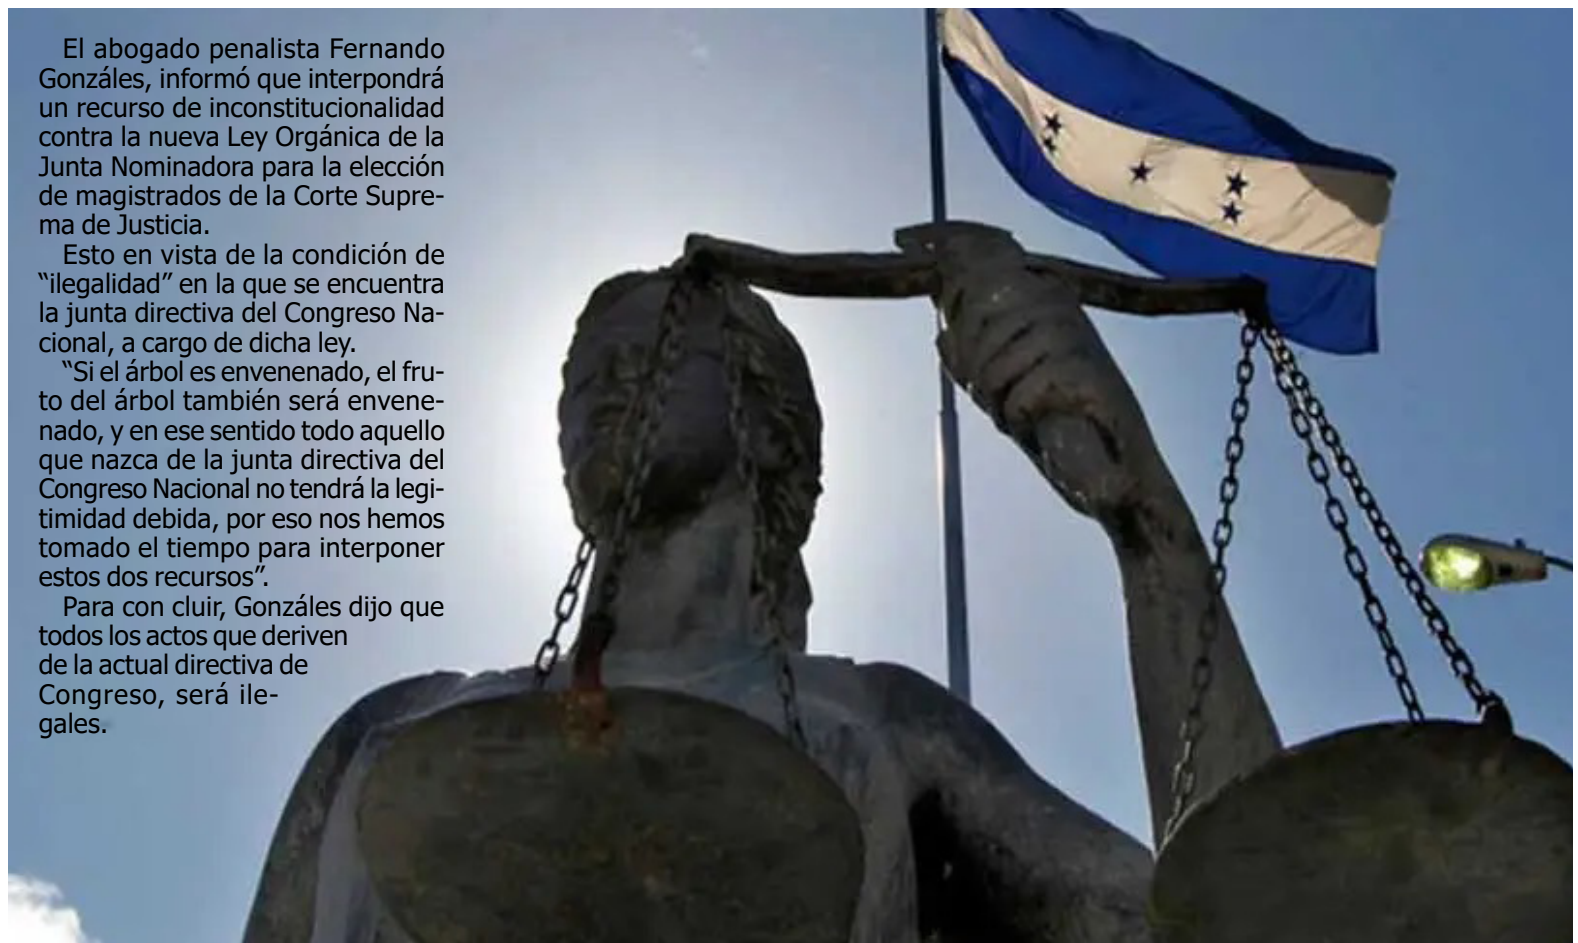 El abogado penalista Fernando
Gonzáles, informó que interpondrá
un recurso de inconstitucionalidad
contra la nueva Ley Orgánica de la
Junta Nominadora para la elección
de magistrados de la Corte Supre-
ma de Justicia.
Esto en vista de la condición de
“ilegalidad” en la que se encuentra
la junta directiva del Congreso Na-
cional, a cargo de dicha ley.
“Si el árbol es envenenado, el fru-
to del árbol también será envene-
nado, y en ese sentido todo aquello
que nazca de la junta directiva del
Congreso Nacional no tendrá la legi-
timidad debida, por eso nos hemos
tomado el tiempo para interponer
estos dos recursos”.
Para con cluir, Gonzáles dijo que
todos los actos que deriven
de la actual directiva de
Congreso, será ile-
gales.